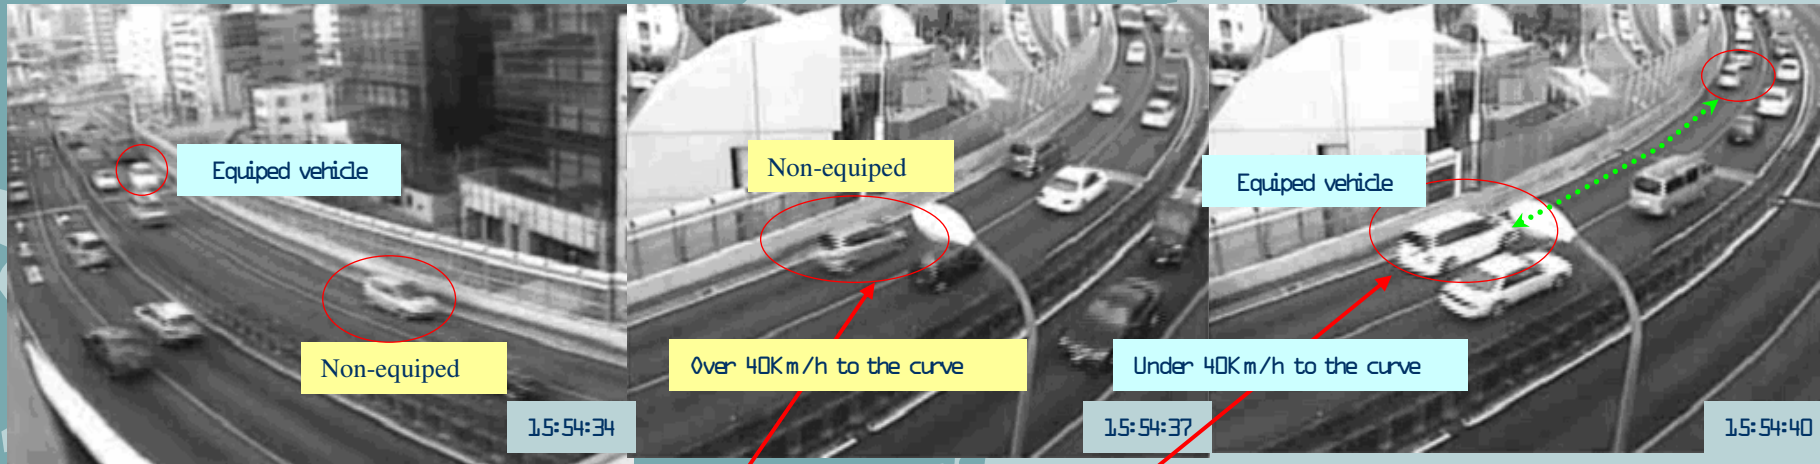 Equiped vehicle
Non-equiped
15:54:34
Non-equiped
Over 40Km/h to the curve
15:54:37
Equiped vehicle
Under 40Km/h to the curve
15:54:40